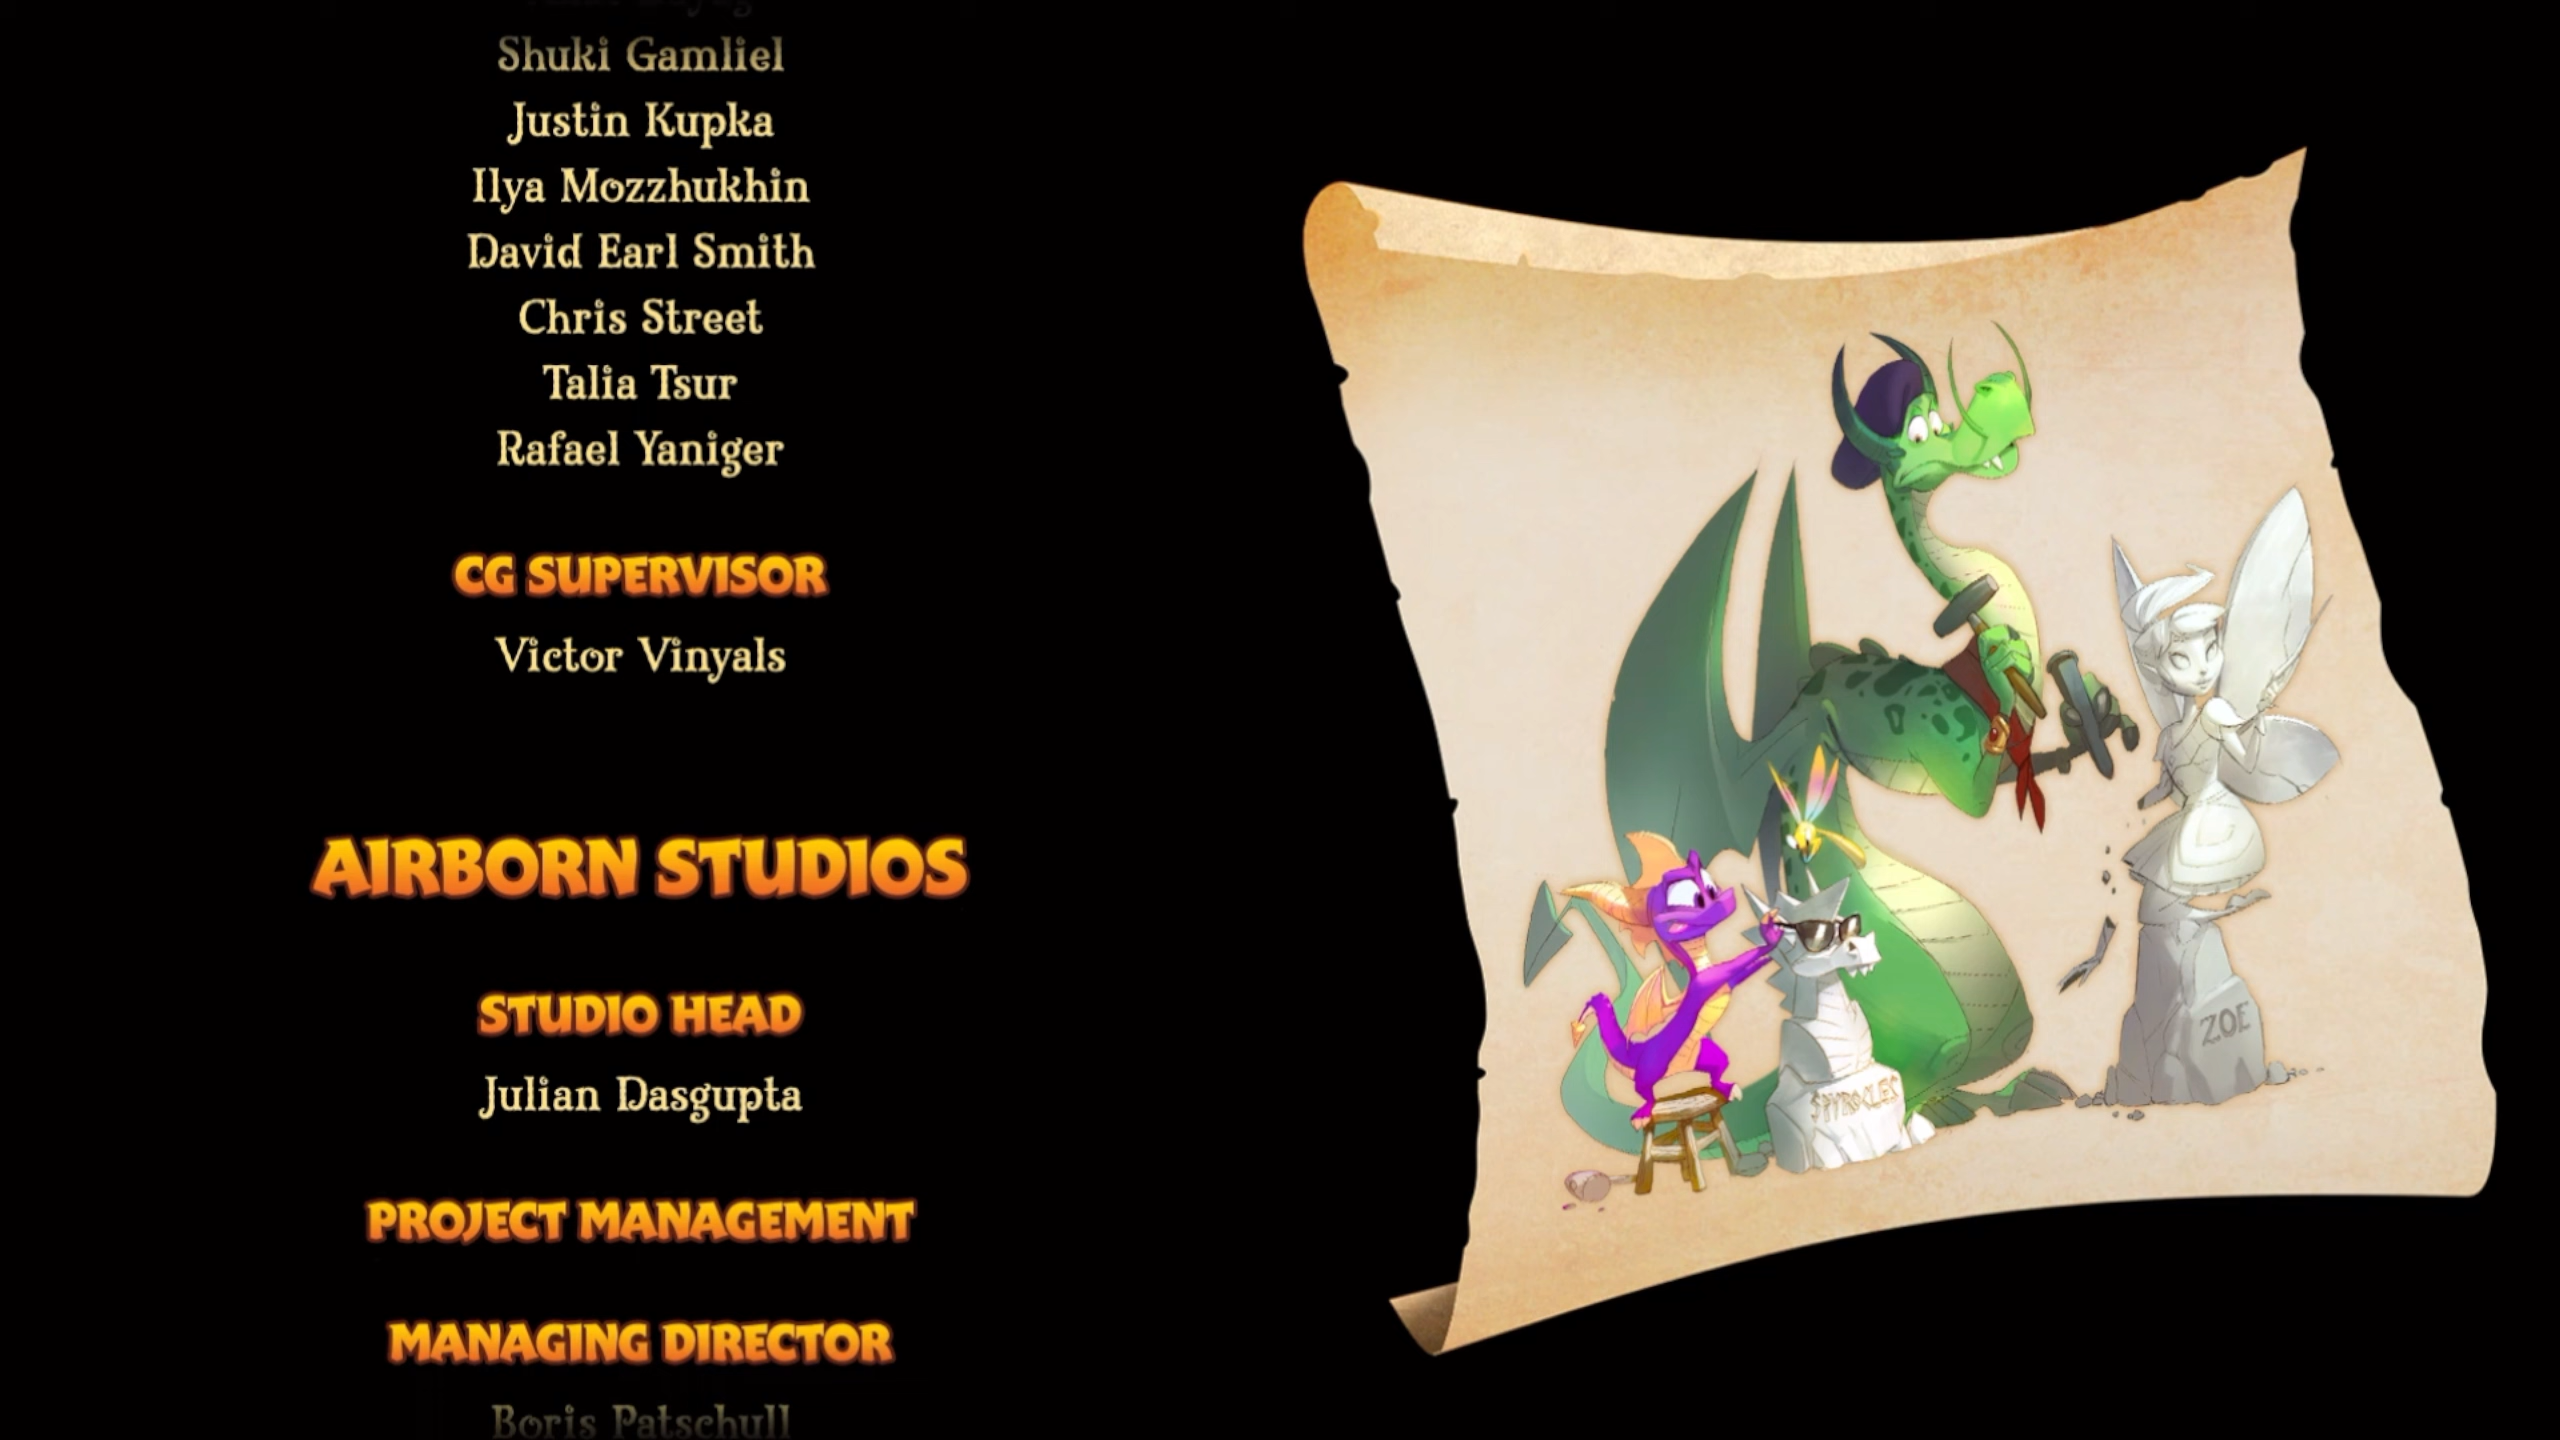 Shuki Gamliel
Justin Kupka
Ilya Mozzhukhin
David Earl Smith
Chris Street
Talia Tsur
Rafael Yaniger
CG SUPERVISOR
Victor Vinyals
AIRBORN STUDIOS
STUDIO HEAD
Julian Dasgupta
PROJECT MANAGEMENT
MANAGING DIRECTOR
Boris Patschull
ZOE
SPYROCLES